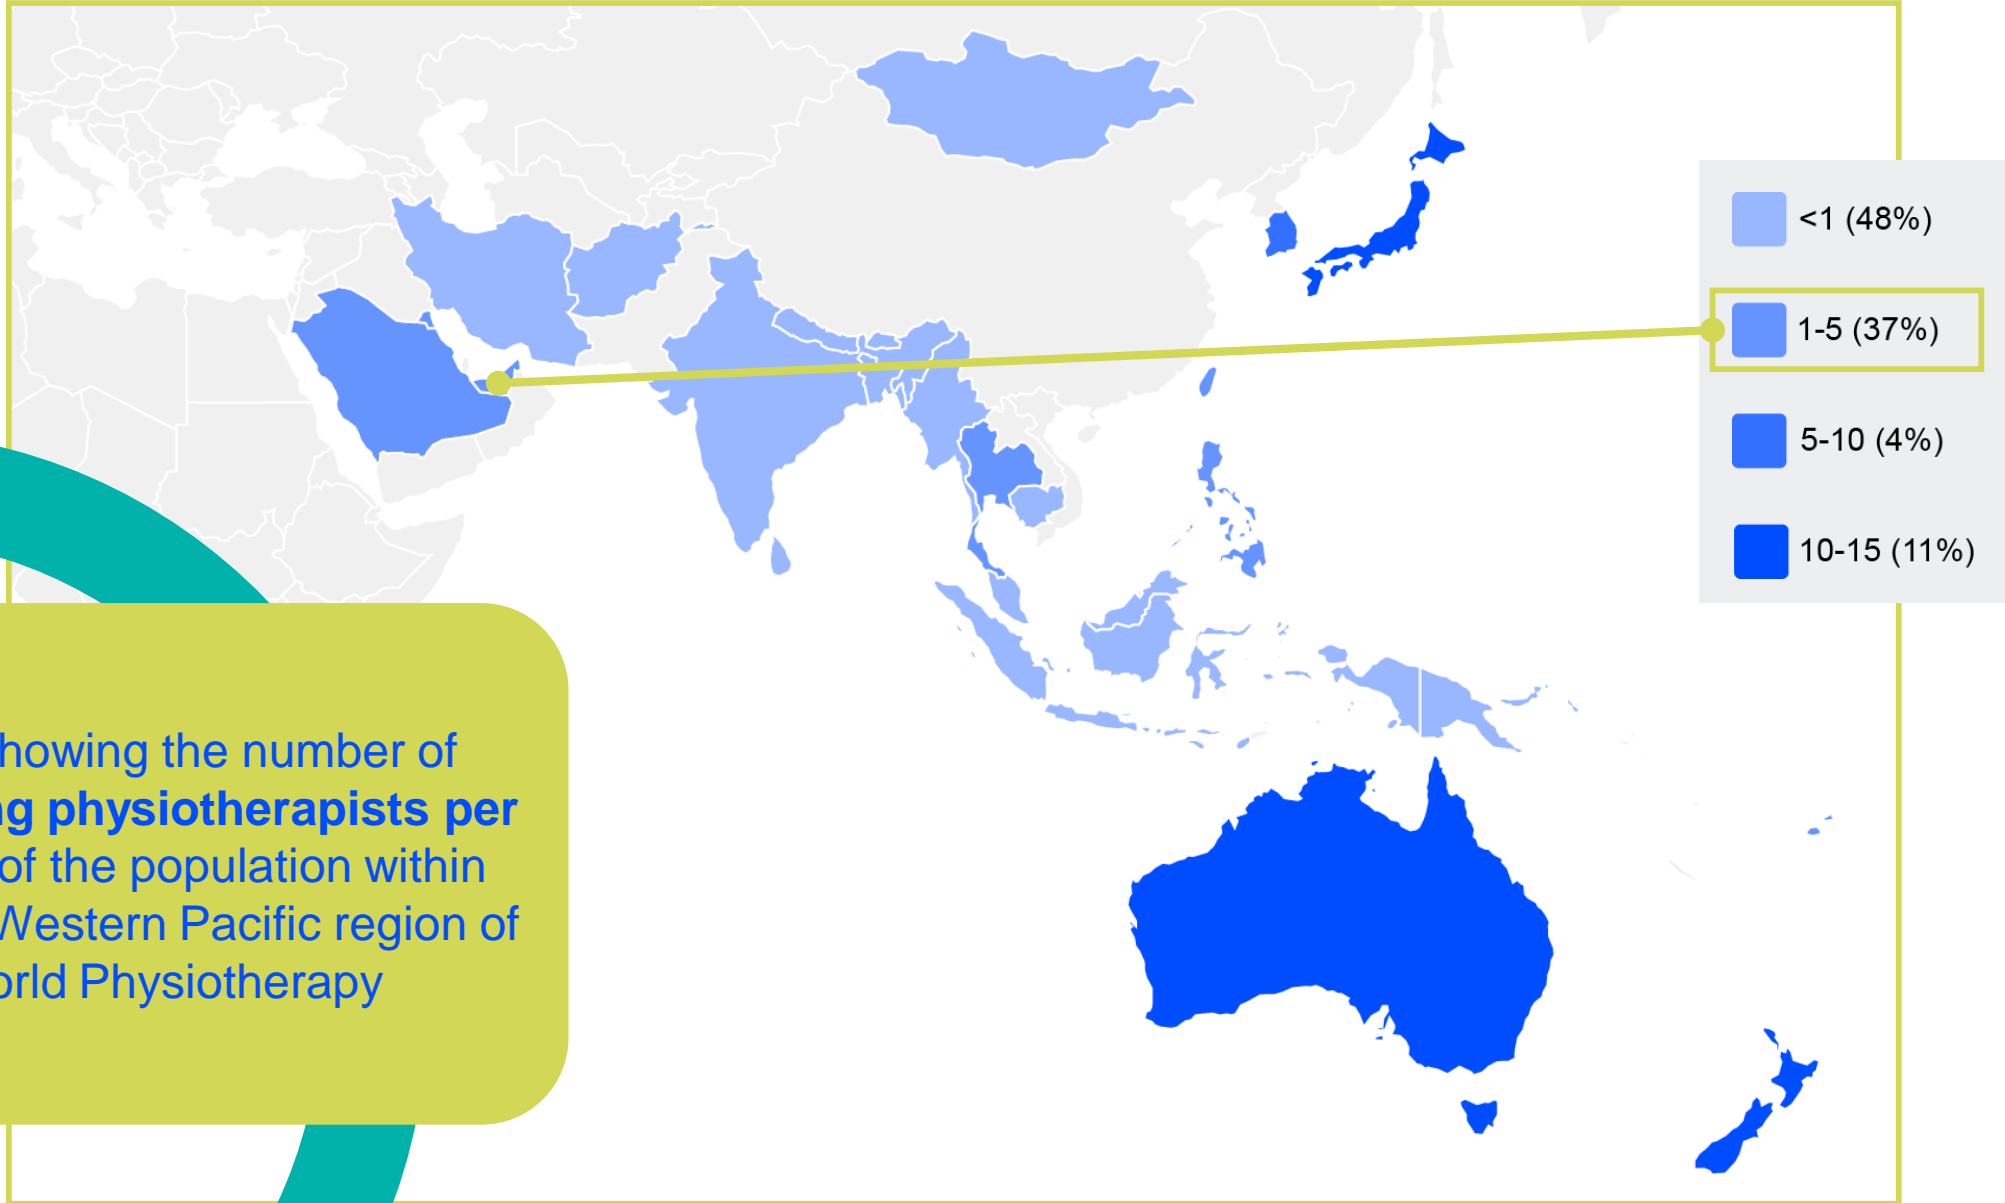 howing the number of
physiotherapists per
of the population within
Western Pacific region of
Physiotherapy
<1 (48%)
1-5 (37%)
5-10 (4%)
10-15 (11%)